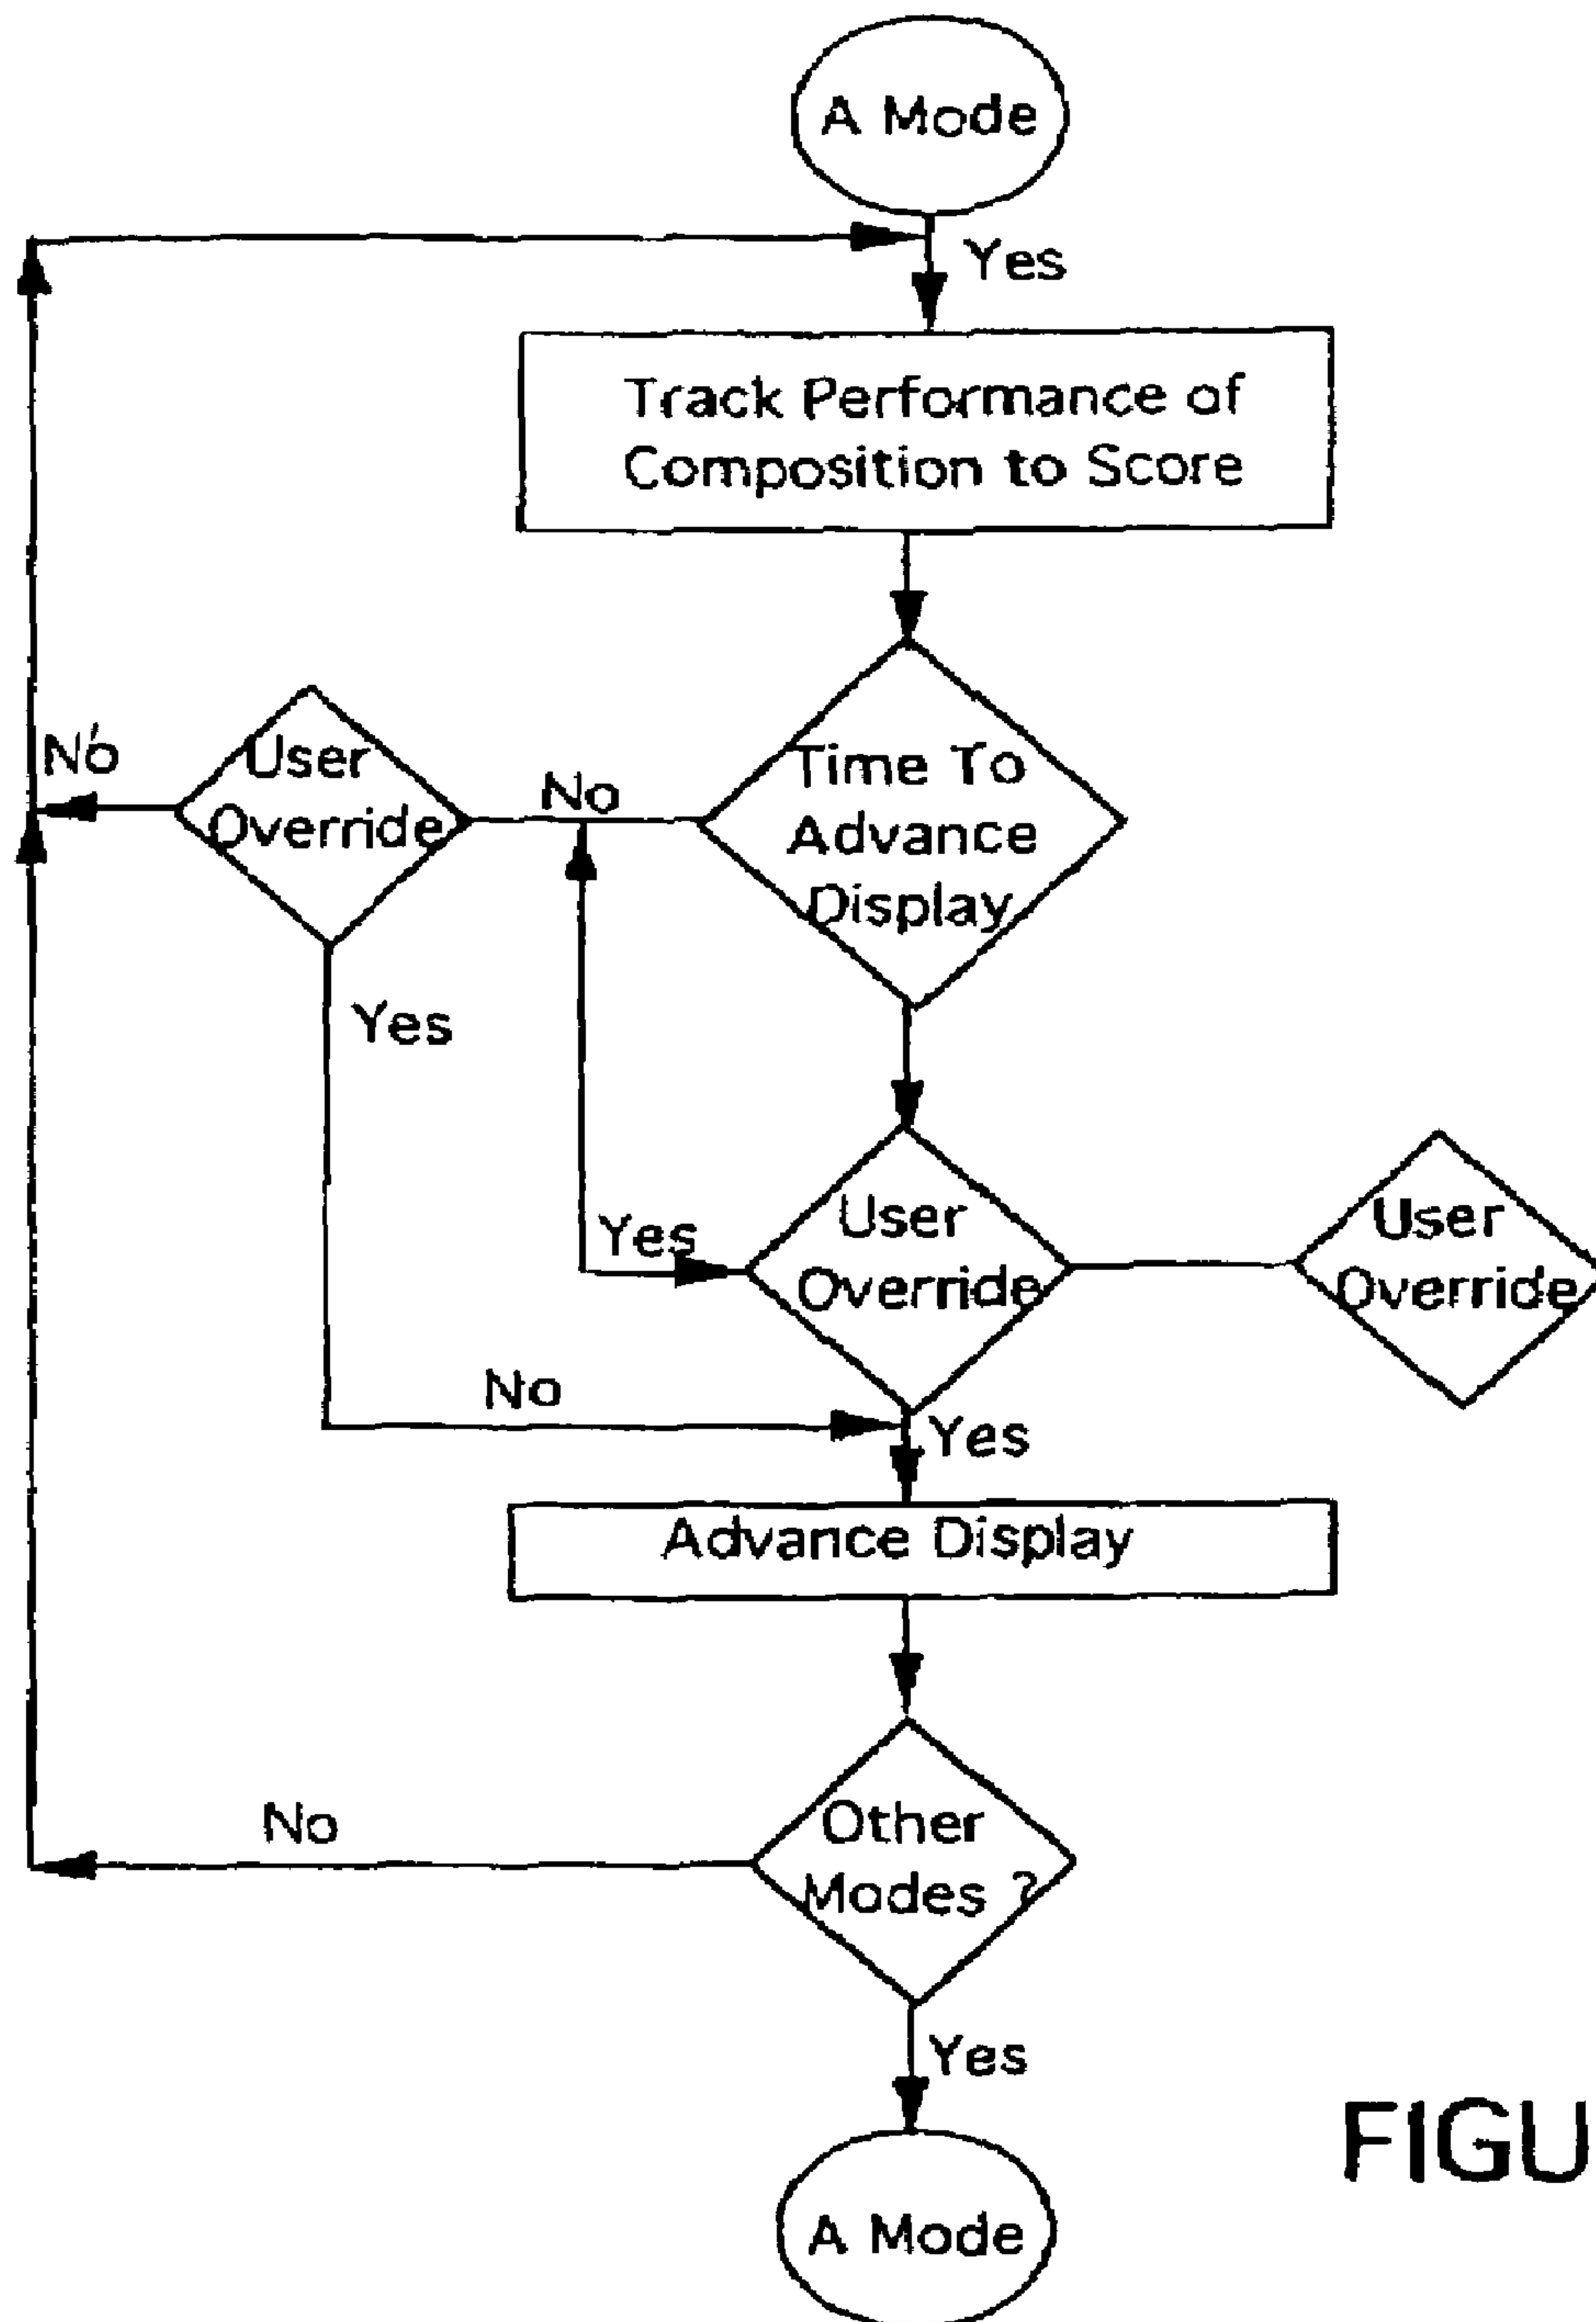 A Mode
Yes
Track Performance of
Composition to Score
No
User
Override
No
Time To
Advance
Display
Yes
Yes
User
Override
User
Override
No
Yes
Advance Display
No
Other
Modes ?
Yes
A Mode
FIGU